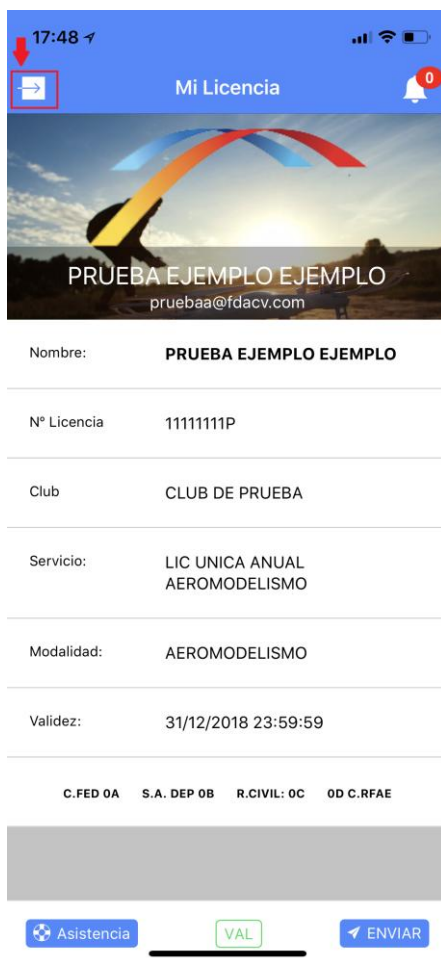 17:48
Mi Licencia
0
PRUEBA EJEMPLO EJEMPLO
pruebaa@fdacv.com
Nombre: PRUEBA EJEMPLO EJEMPLO
Nº Licencia 11111111P
Club CLUB DE PRUEBA
Servicio: LIC UNICA ANUAL
AEROMODELISMO
Modalidad: AEROMODELISMO
Validez: 31/12/2018 23:59:59
C.FED 0A S.A. DEP 0B R.CIVIL: 0C 0D C.RFAE
Asistencia VAL ENVIAR